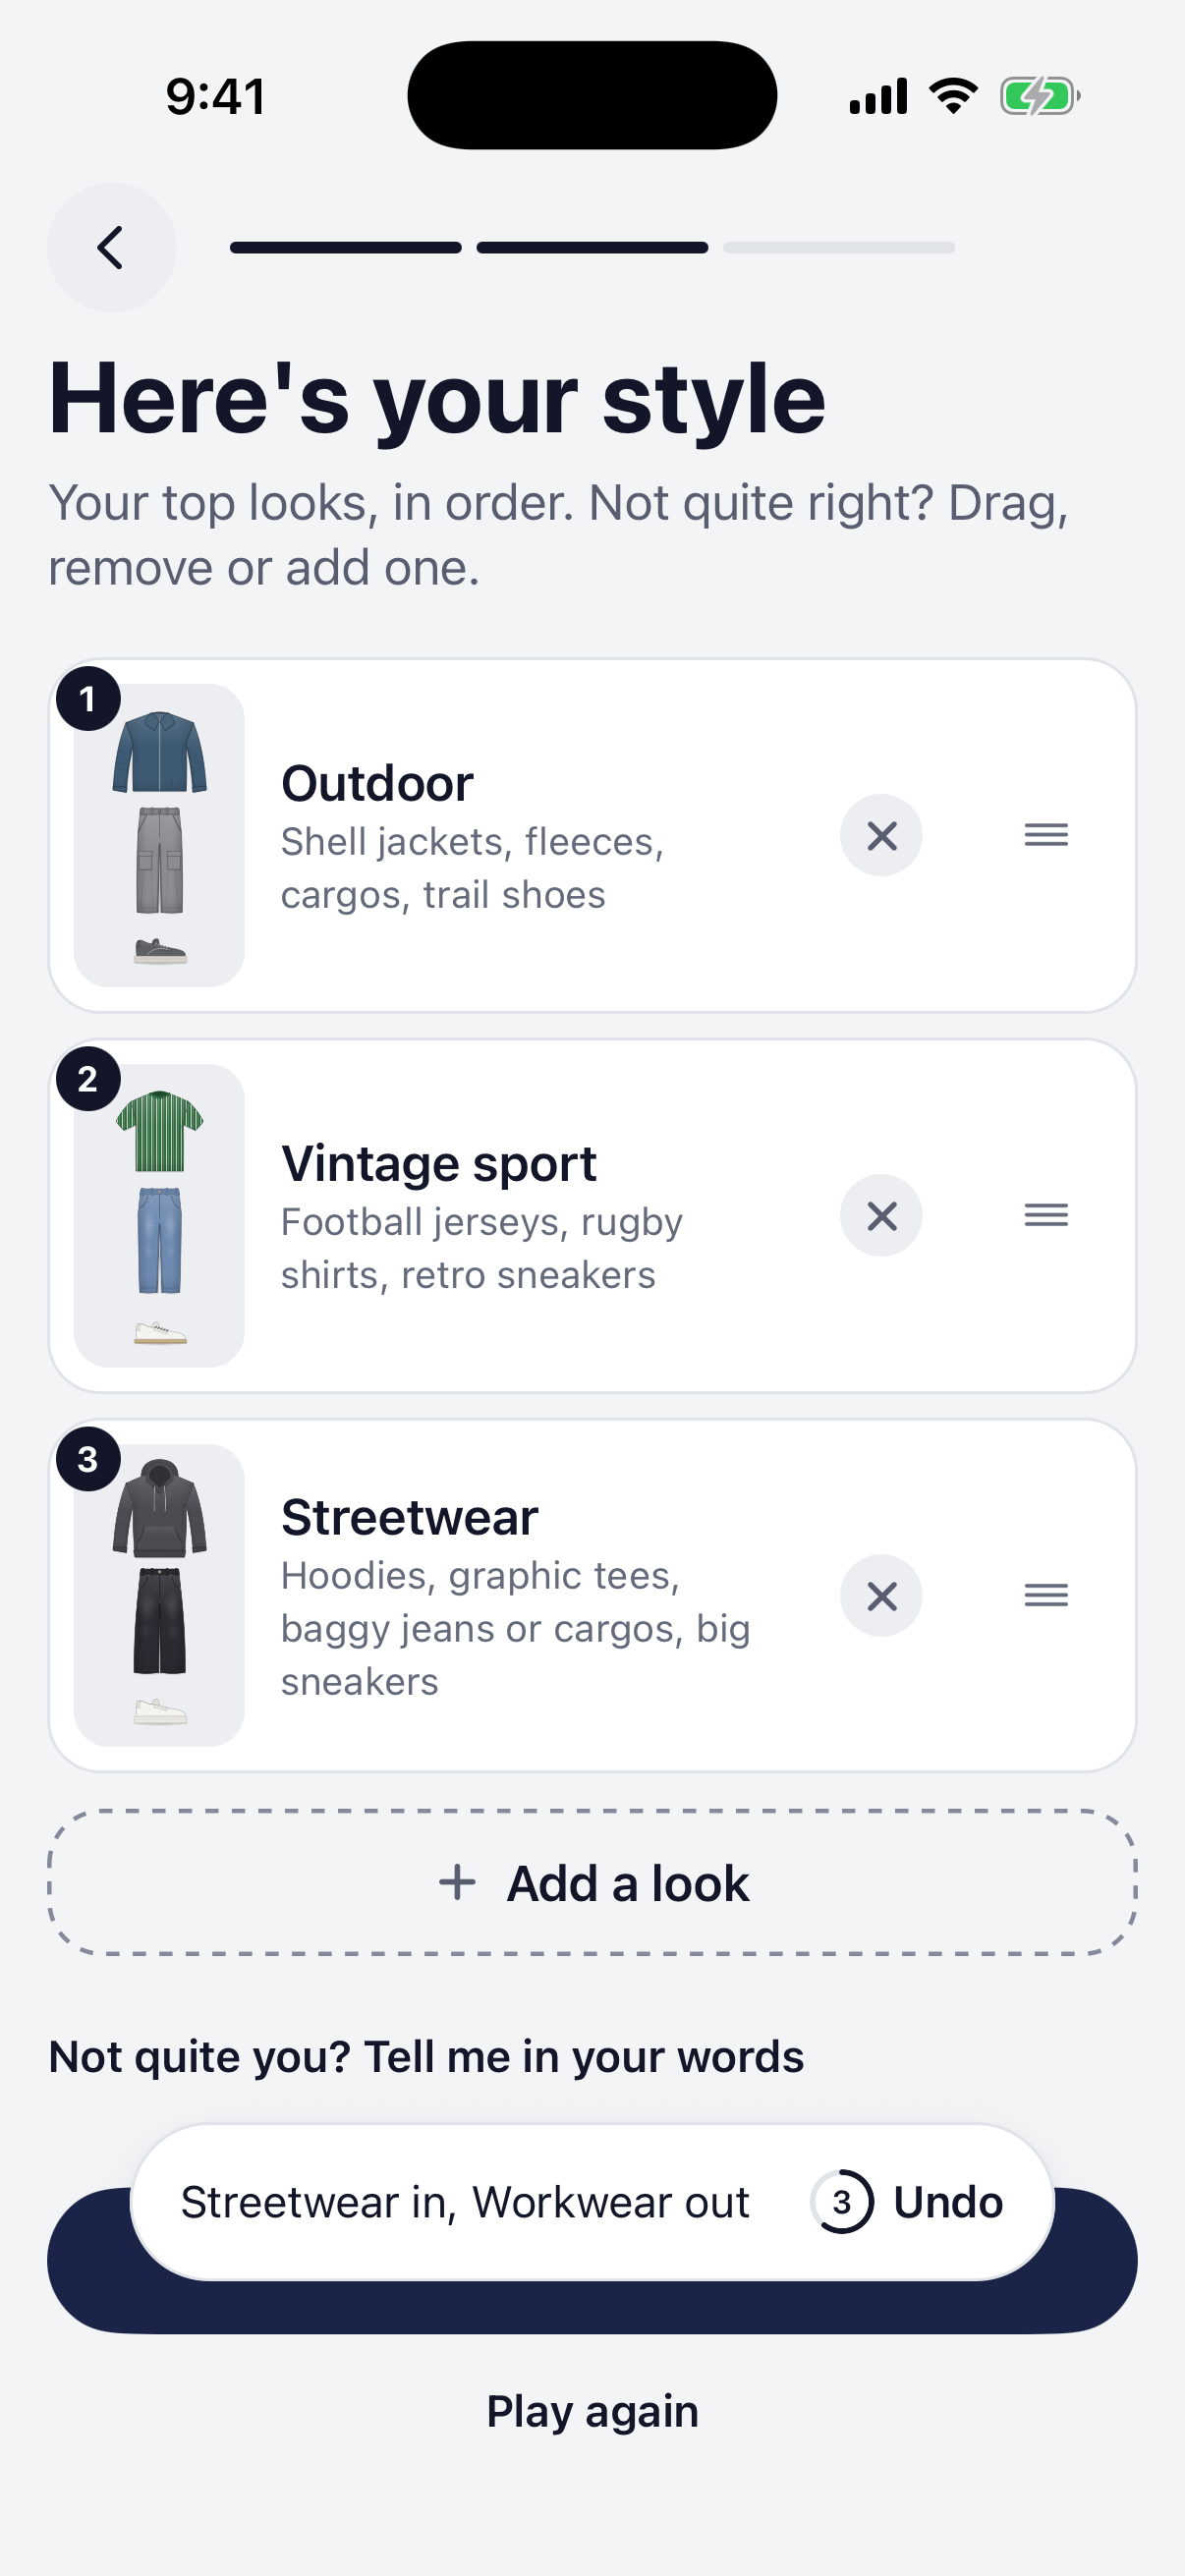 9:41
Here's your style
Your top looks, in order. Not quite right? Drag,
remove or add one.
1
Outdoor
Shell jackets, fleeces,
cargos, trail shoes
2
Vintage sport
Football jerseys, rugby
shirts, retro sneakers
3
Streetwear
Hoodies, graphic tees,
baggy jeans or cargos, big
sneakers
+ Add a look
Not quite you? Tell me in your words
Streetwear in, Workwear out 3 Undo
Play again